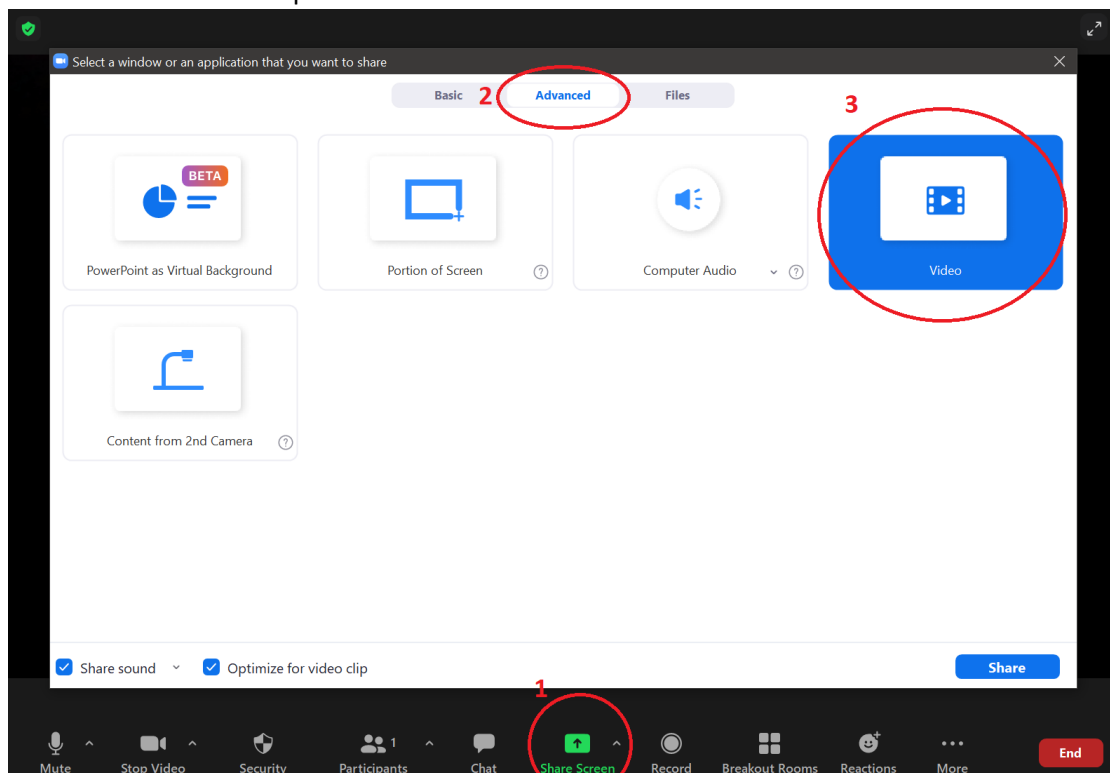 Select a window or an application that you want to share
Basic 2 Advanced Files
3
BETA
PowerPoint as Virtual Background
Portion of Screen
?
Computer Audio
?
Video
Content from 2nd Camera
?
Share sound
Optimize for video clip
Share
1
1
Mute
Stop Video
Security
Participants
Chat
Share Screen
Record
Breakout Rooms
Reactions
More
End